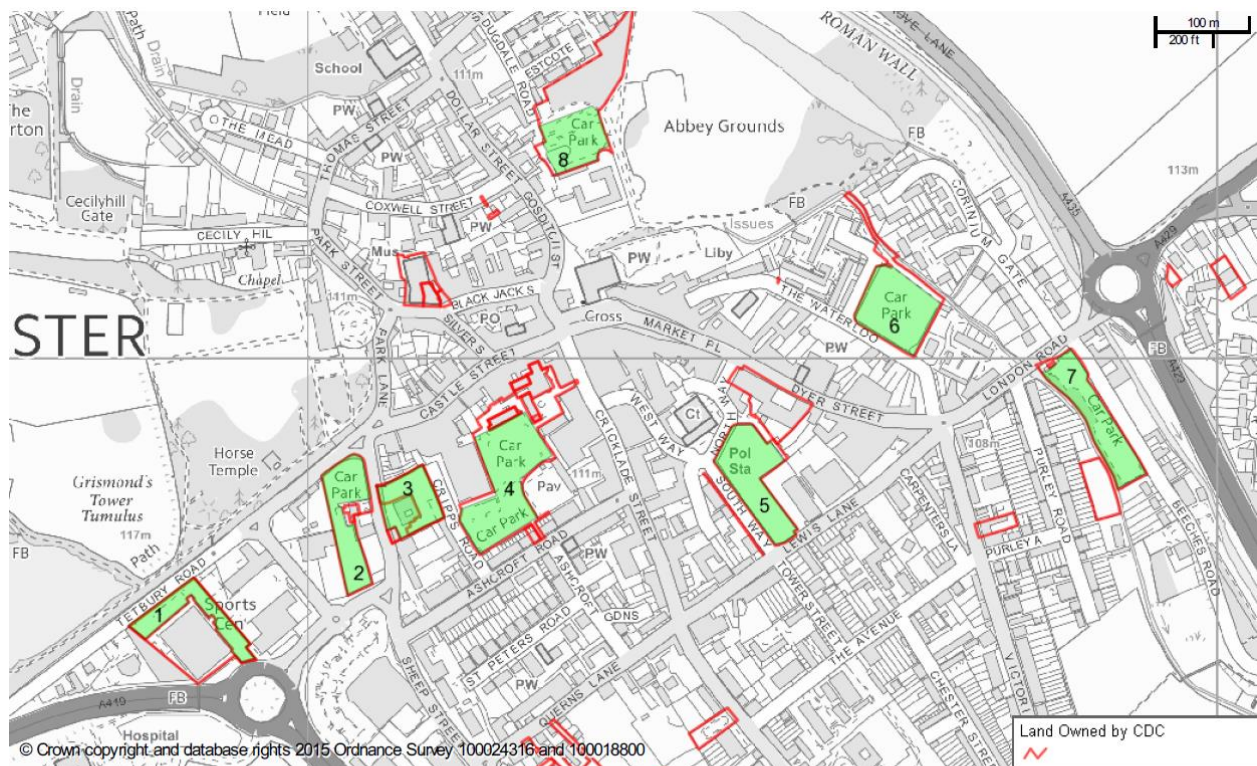 Field
Path
Drain
Drain
School
PW
111m
DUGDALE ROAD
ESTCOTE
DOLLAR STREET
THOMAS STREET
THE MEAD
The
erton
PW
Car
Park
8
Abbey Grounds
ROMAN WALL
OVE LANE
100 m
200 ft
FB
113m
A435
A429
Cecilyhill
Gate
CECILY HIL
Chapel
COXWELL STREET
PW
GOSDITCH ST
PARK STREET
Mus
BLACK JACK S
PO
SILVER S
111m
PW
Liby
Issues
FB
CORINIUM GATE
THE WATERLOO
Car
Park
6
PW
STER
PARK LANE
CASTLE STREET
Cross
MARKET PL
DYER STREET
LONDON ROAD
FB
A429
7
Car Park
Horse
Temple
Grismond's
Tower
Tumulus
117m
Path
FB
Car
Park
2
3
CRIPPS ROAD
Car
Park
4
Car Park
Pav
111m
CRICKLADE STREET
WEST WAY
Ct
NORTH WAY
Pol
Sta
5
SOUTH WAY
LEWIS LANE
108m
CARPENTERS LA
PURLEY ROAD
PURLEY A
BEECHES ROAD
TETBURY ROAD
1
Sports
Cen
ASHCROFT ROAD
PW
ASHCROFT
GDNS
ST PETERS ROAD
TOWER STREET
THE AVENUE
VICTORI
CHESTER STREET
SHEEP STREET
PW
QUERNS LANE
A419
FB
Hospital
© Crown copyright and database rights 2015 Ordnance Survey 100024316 and 100018800
Land Owned by CDC